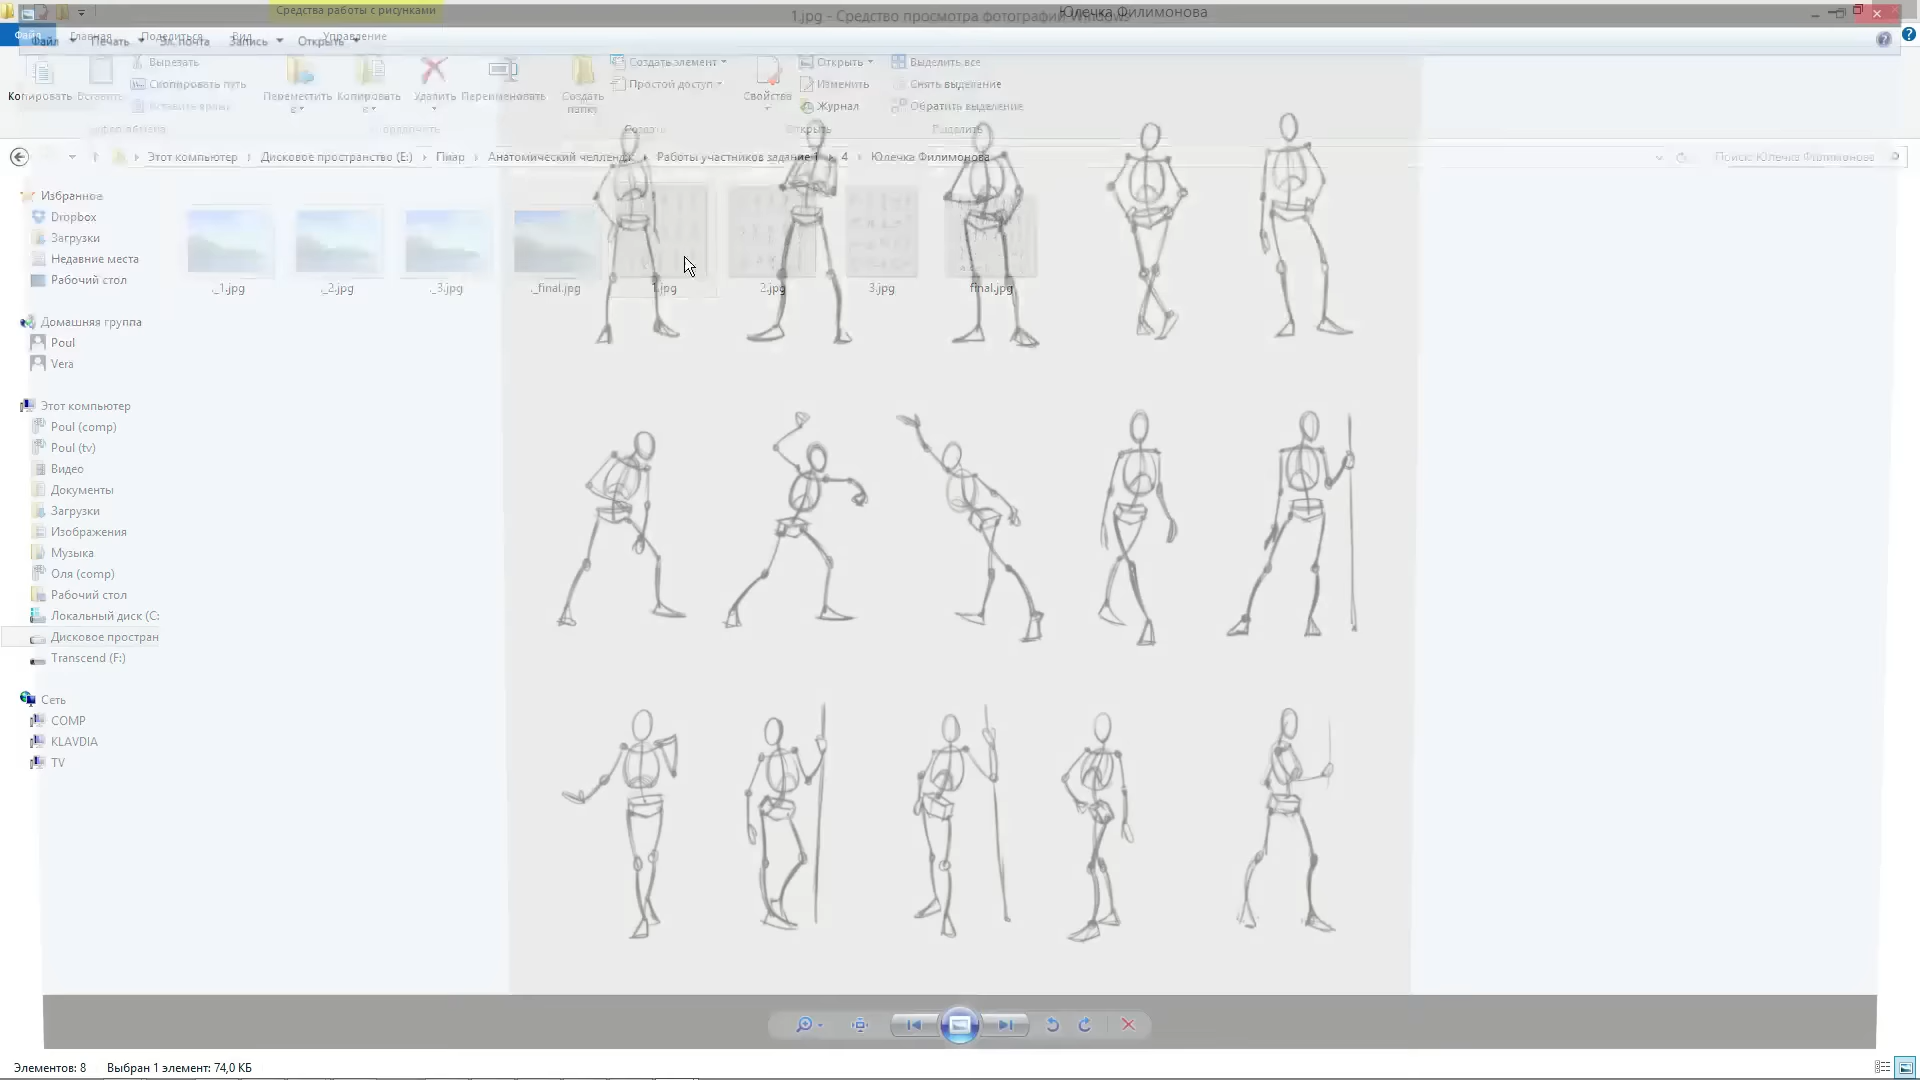 Средства работы с рисунками
1.jpg - Средство просмотра фотографий Windows
Юлечка Филимонова
Файл
Главная
Поделиться
Вид
Управление
Файл
Печать
Эл. почта
Запись
Открыть
Копировать
Вставить
Вырезать
Скопировать путь
Вставить ярлык
Переместить в
Копировать в
Удалить
Переименовать
Создать папку
Создать элемент
Простой доступ
Свойства
Открыть
Изменить
Журнал
Выделить все
Снять выделение
Обратить выделение
Создать
Открыть
Выделить
Этот компьютер
Дисковое пространство (E:)
Пиар
Анатомический челлендж
Работы участников задание 1
4
Юлечка Филимонова
Поиск: Юлечка Филимонова
Избранное
Dropbox
Загрузки
Недавние места
Рабочий стол
._1.jpg
._2.jpg
._3.jpg
._final.jpg
1.jpg
2.jpg
3.jpg
final.jpg
Домашняя группа
Poul
Vera
Этот компьютер
Poul (comp)
Poul (tv)
Видео
Документы
Загрузки
Изображения
Музыка
Оля (comp)
Рабочий стол
Локальный диск (C:
Дисковое простран
Transcend (F:)
Сеть
COMP
KLAVDIA
TV
Элементов: 8
Выбран 1 элемент: 74,0 КБ